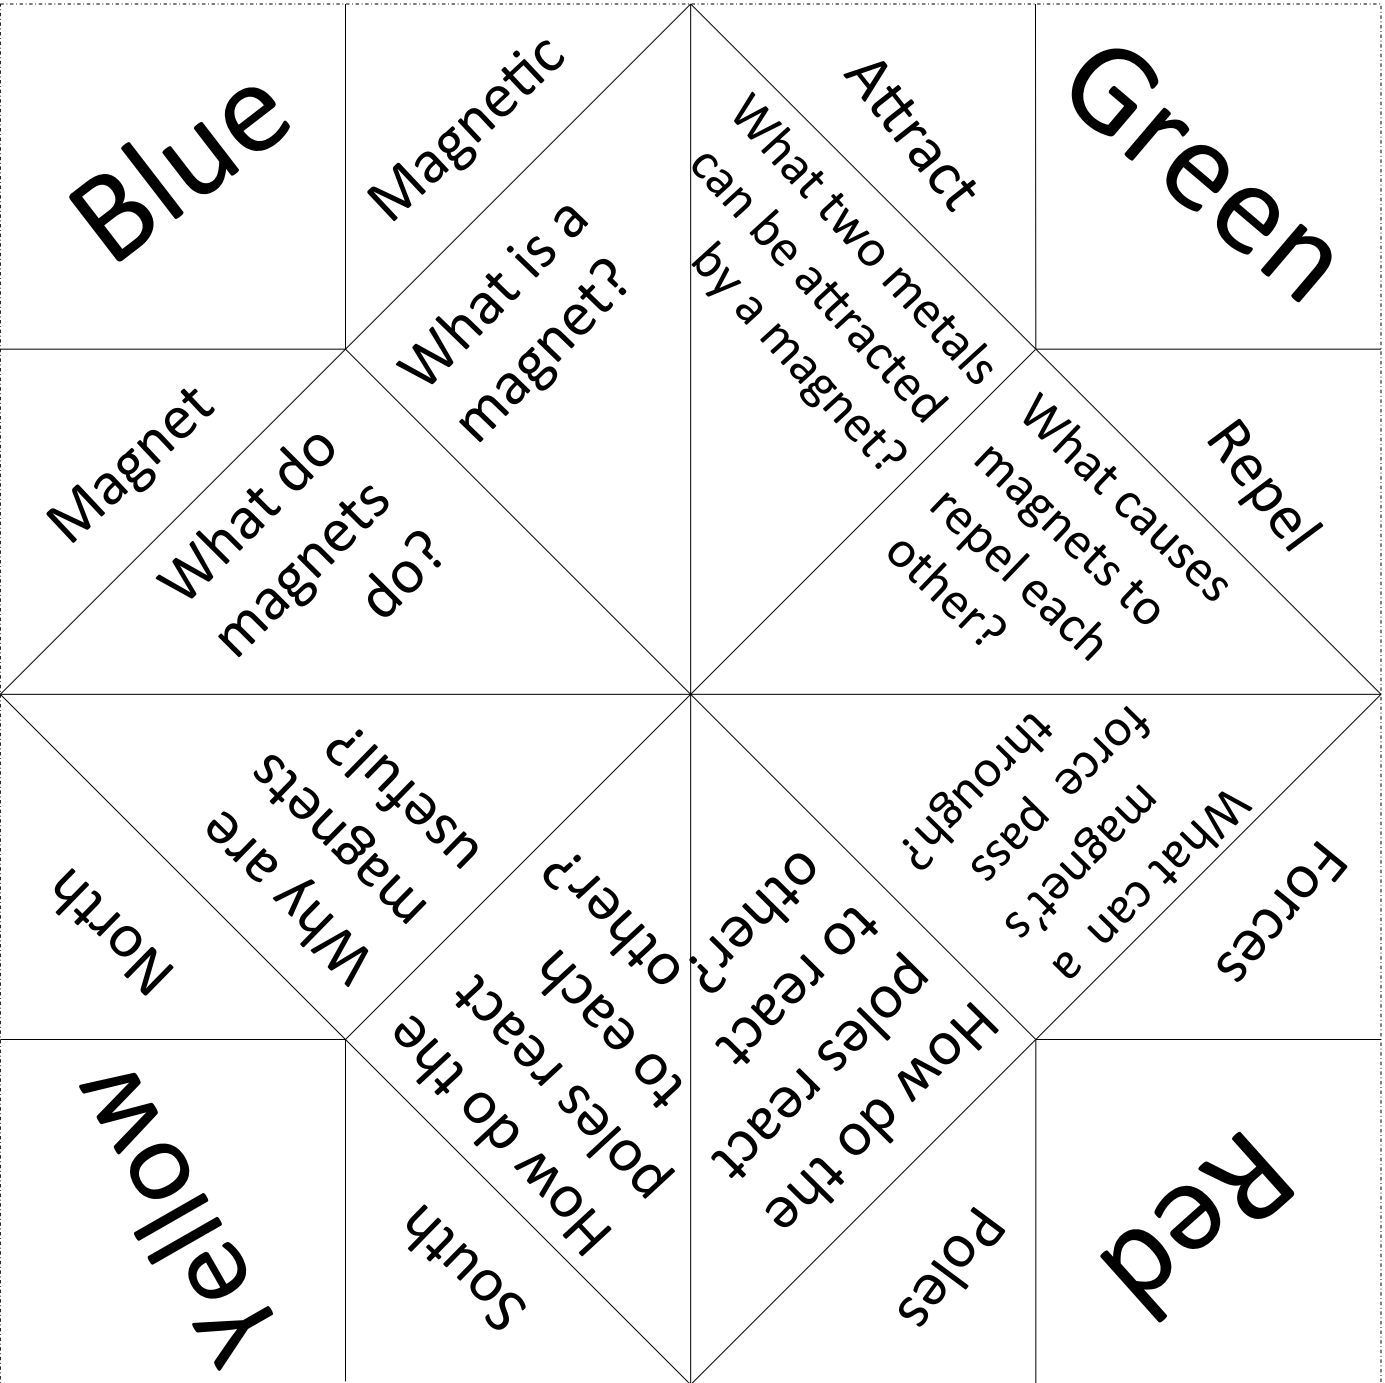 Blue
Magnetic
Attract
Green
What is a
magnet?
What two metals
can be attracted
by a magnet?
Magnet
What do
magnets
do?
What causes
magnets to
repel each
other?
Repel
North
Why are
magnets
useful?
What can a
magnet's
force pass
through?
Forces
How do the
poles react
to each
other?
How do the
poles react
to react
other?
Yellow
South
Poles
Red